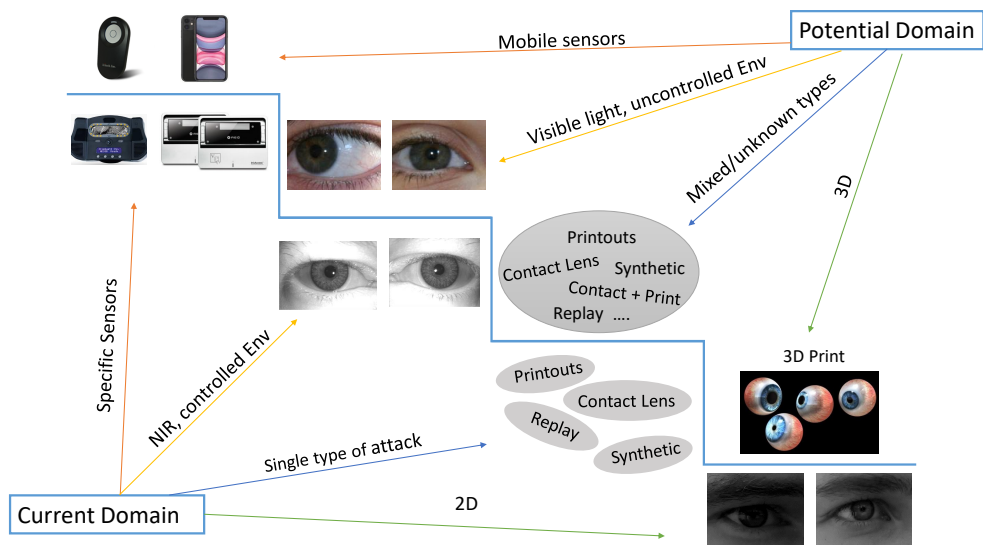 Potential Domain
Mobile sensors
Visible light, uncontrolled Env
Mixed/unknown types
3D
Printouts
Contact Lens
Synthetic
Contact + Print
Replay ....
Specific Sensors
NIR, controlled Env
3D Print
Printouts
Contact Lens
Replay
Synthetic
Single type of attack
2D
Current Domain